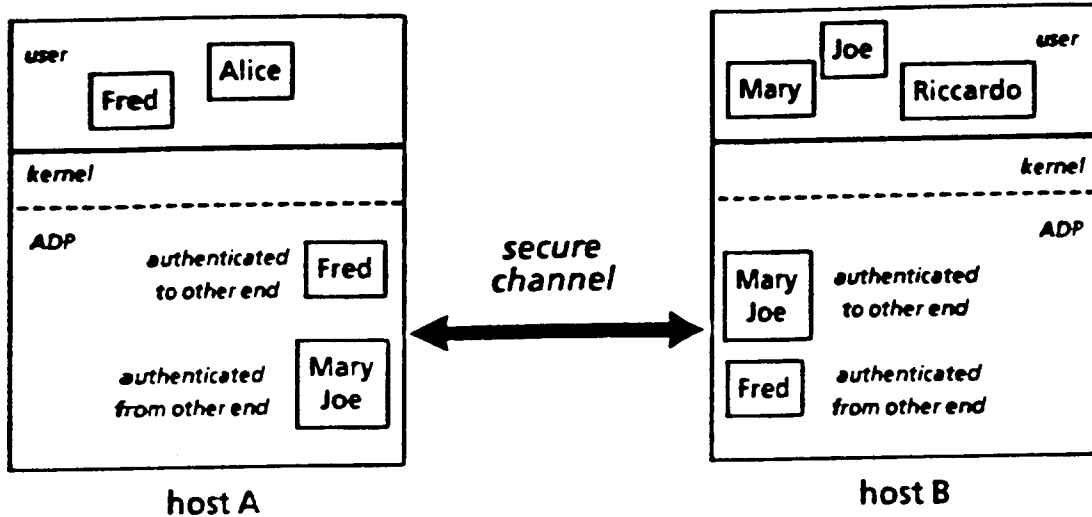 user
Alice
Fred
kernel
ADP
authenticated
to other end
Fred
authenticated
from other end
Mary
Joe
host A
secure
channel
Joe
user
Mary
Riccardo
kernel
ADP
Mary
Joe
authenticated
to other end
Fred
authenticated
from other end
host B